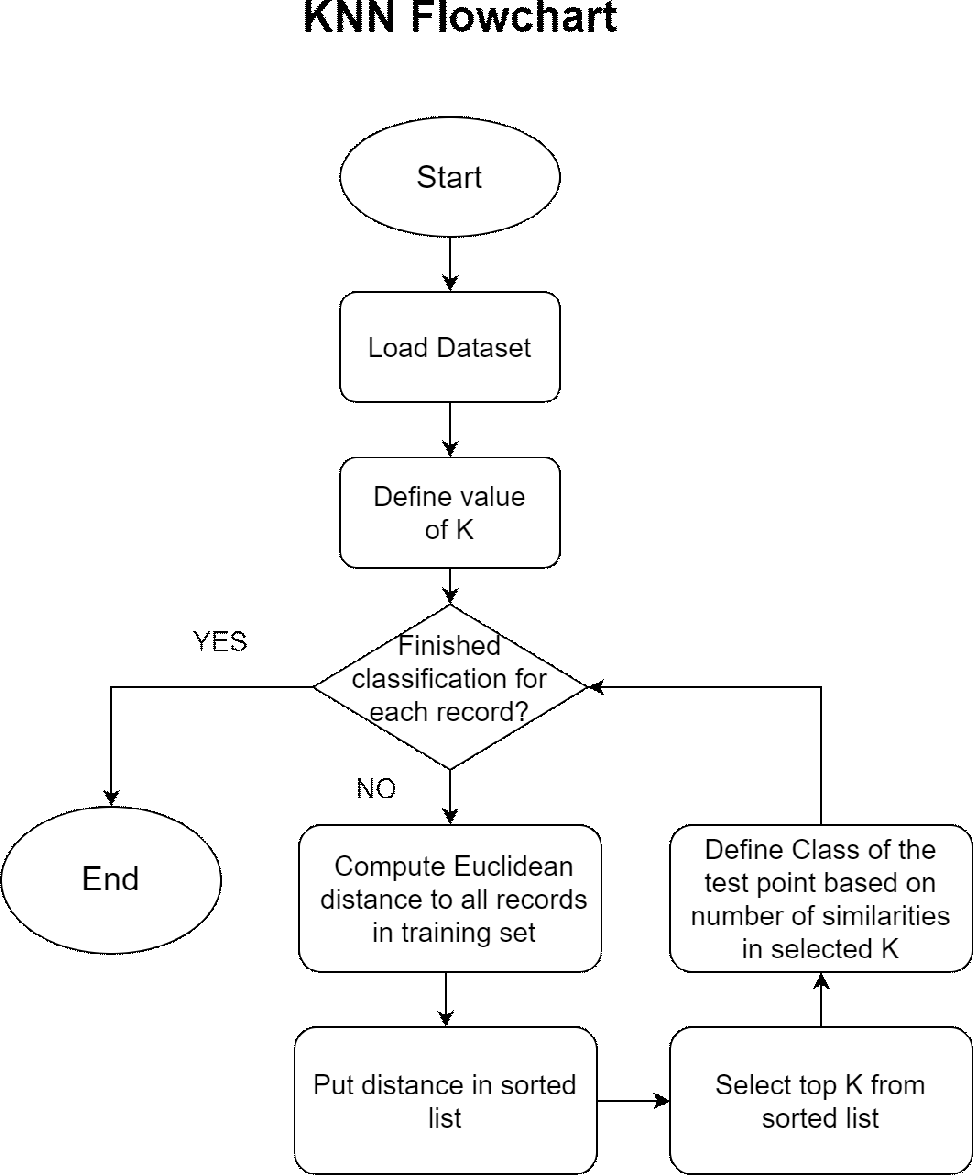 KNN Flowchart
Start
Load Dataset
Define value
of K
YES
Finished
classification for
each record?
NO
End
Compute Euclidean
distance to all records
in training set
Define Class of the
test point based on
number of similarities
in selected K
Put distance in sorted
list
Select top K from
sorted list